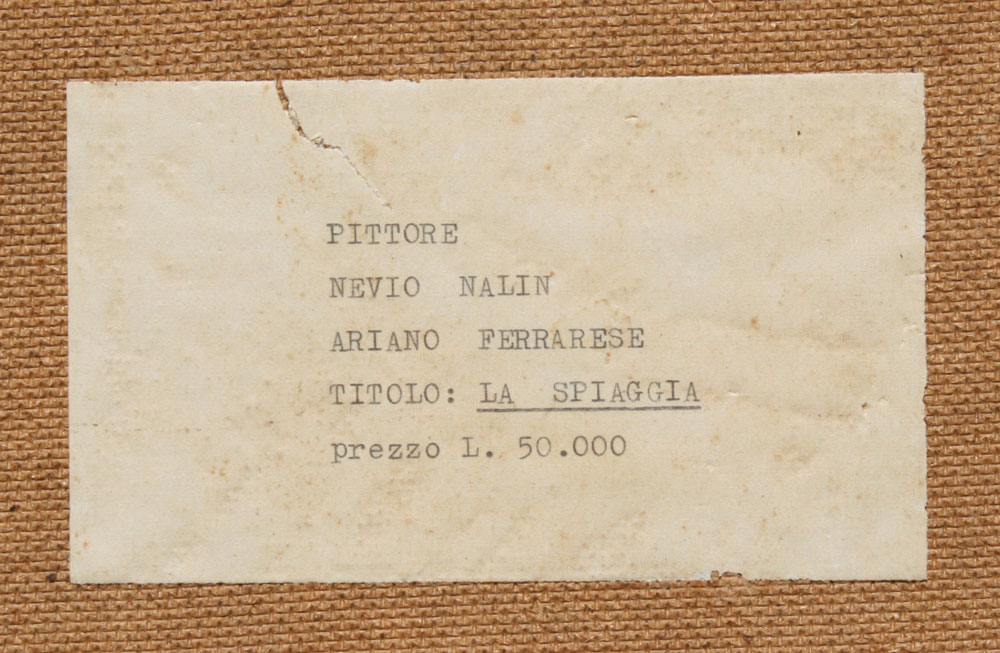 PITTORE
NEVIO NALIN
ARIANO FERRARESE
TITOLO: LA SPIAGGIA
prezzo L. 50.000